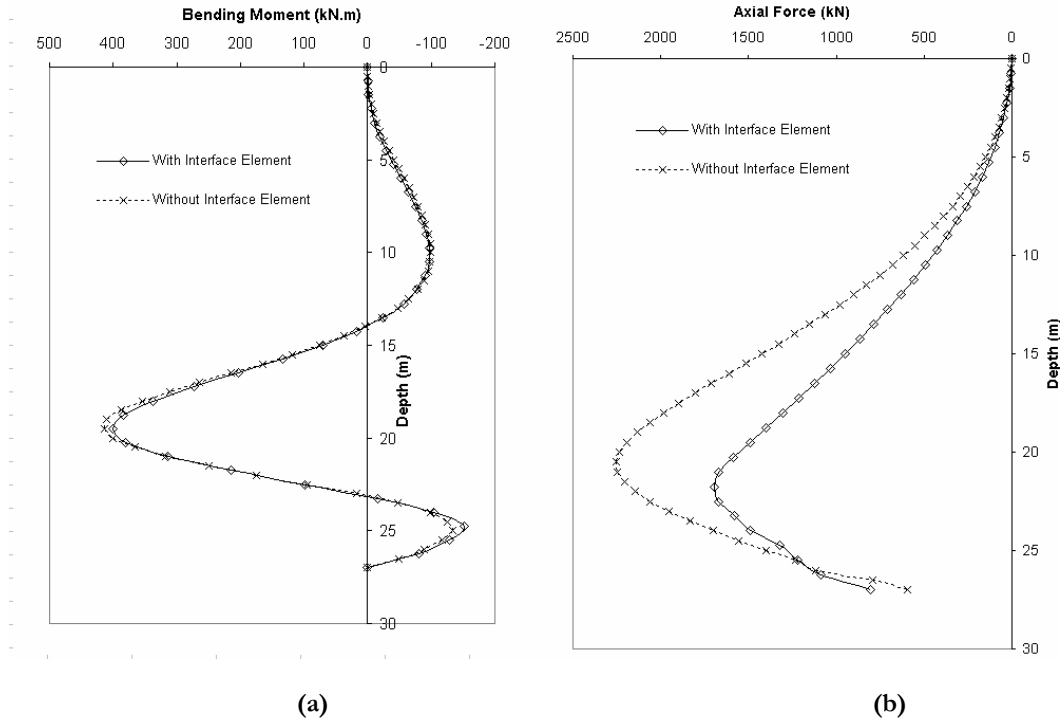 Bending Moment (kN.m)
500 400 300 200 100 0 -100 -200
0
With Interface Element
5
Without Interface Element
10
15
Depth (m)
20
25
30
(a)
Axial Force (kN)
2500 2000 1500 1000 500 0
0
With Interface Element
5
Without Interface Element
10
15
Depth (m)
20
25
30
(b)